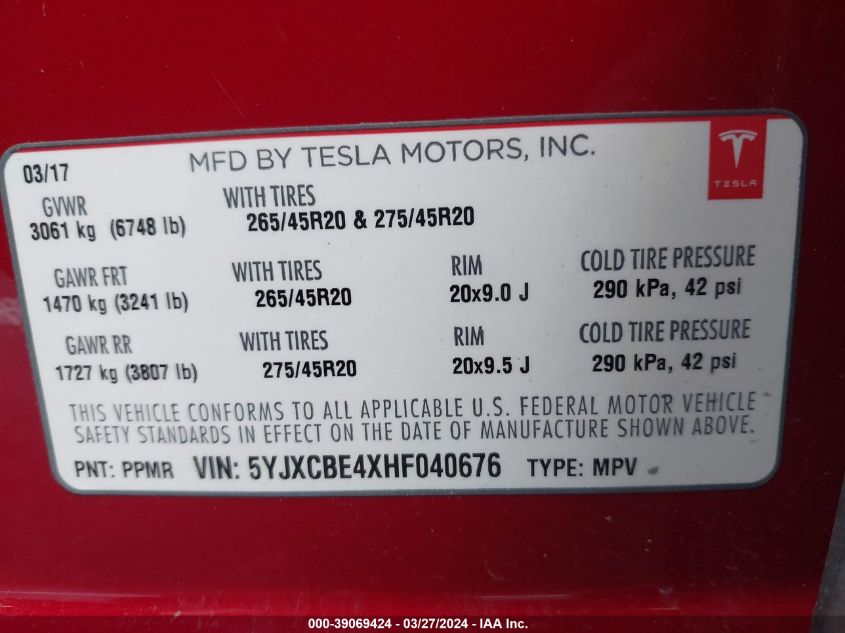 03/17
MFD BY TESLA MOTORS, INC.
TESLA
GVWR
3061 kg (6748 lb)
WITH TIRES
265/45R20 & 275/45R20
GAWR FRT
1470 kg (3241 lb)
WITH TIRES
265/45R20
RIM
20x9.0 J
COLD TIRE PRESSURE
290 kPa, 42 psi
GAWR RR
1727 kg (3807 lb)
WITH TIRES
275/45R20
RIM
20x9.5 J
COLD TIRE PRESSURE
290 kPa, 42 psi
THIS VEHICLE CONFORMS TO ALL APPLICABLE U.S. FEDERAL MOTOR VEHICLE
SAFETY STANDARDS IN EFFECT ON THE DATE OF MANUFACTURE SHOWN ABOVE.
PNT: PPMR VIN: 5YJXCBE4XHF040676 TYPE: MPV
000-39069424 - 03/27/2024 - IAA Inc.